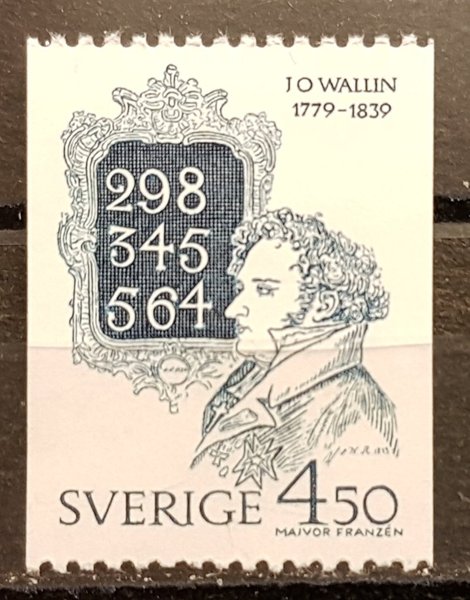 J O WALLIN
1779-1839
298
345
564
SVERIGE 4.50
MAJVOR FRANZÉN